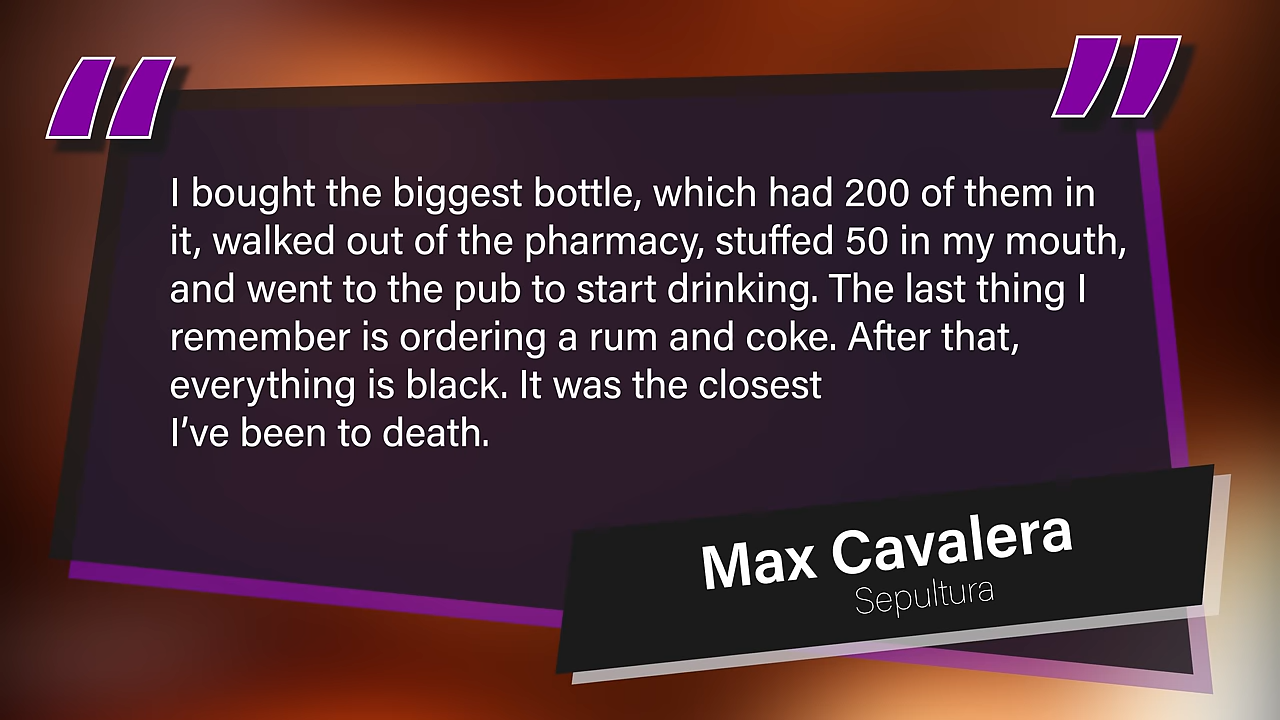 “
”
I bought the biggest bottle, which had 200 of them in
it, walked out of the pharmacy, stuffed 50 in my mouth,
and went to the pub to start drinking. The last thing I
remember is ordering a rum and coke. After that,
everything is black. It was the closest
I’ve been to death.
Max Cavalera
Sepultura